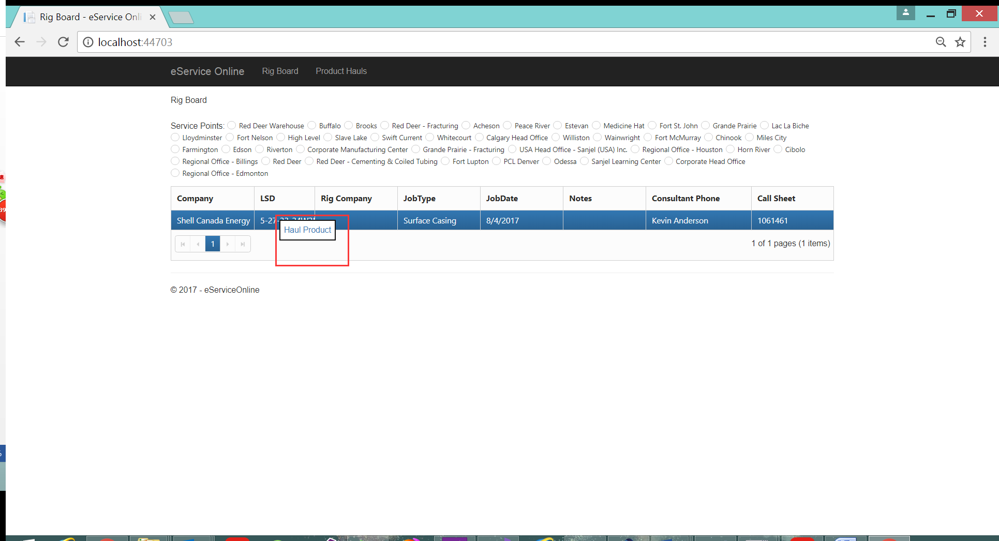 Rig Board - eService Onli
localhost:44703
eService Online Rig Board Product Hauls
Rig Board
Service Points: Red Deer Warehouse Buffalo Brooks Red Deer - Fracturing Acheson Peace River Estevan Medicine Hat Fort St. John Grande Prairie Lac La Biche
Lloydminster Fort Nelson High Level Slave Lake Swift Current Whitecourt Calgary Head Office Williston Wainwright Fort McMurray Chinook Miles City
Farmington Edson Riverton Corporate Manufacturing Center Grande Prairie - Fracturing USA Head Office - Sanjel (USA) Inc. Regional Office - Houston Horn River Cibolo
Regional Office - Billings Red Deer Red Deer - Cementing & Coiled Tubing Fort Lupton PCL Denver Odessa Sanjel Learning Center Corporate Head Office
Regional Office - Edmonton
Company LSD Rig Company JobType JobDate Notes Consultant Phone Call Sheet
Shell Canada Energy Surface Casing 8/4/2017 Kevin Anderson 1061461
Haul Product
1 1 of 1 pages (1 items)
© 2017 - eServiceOnline